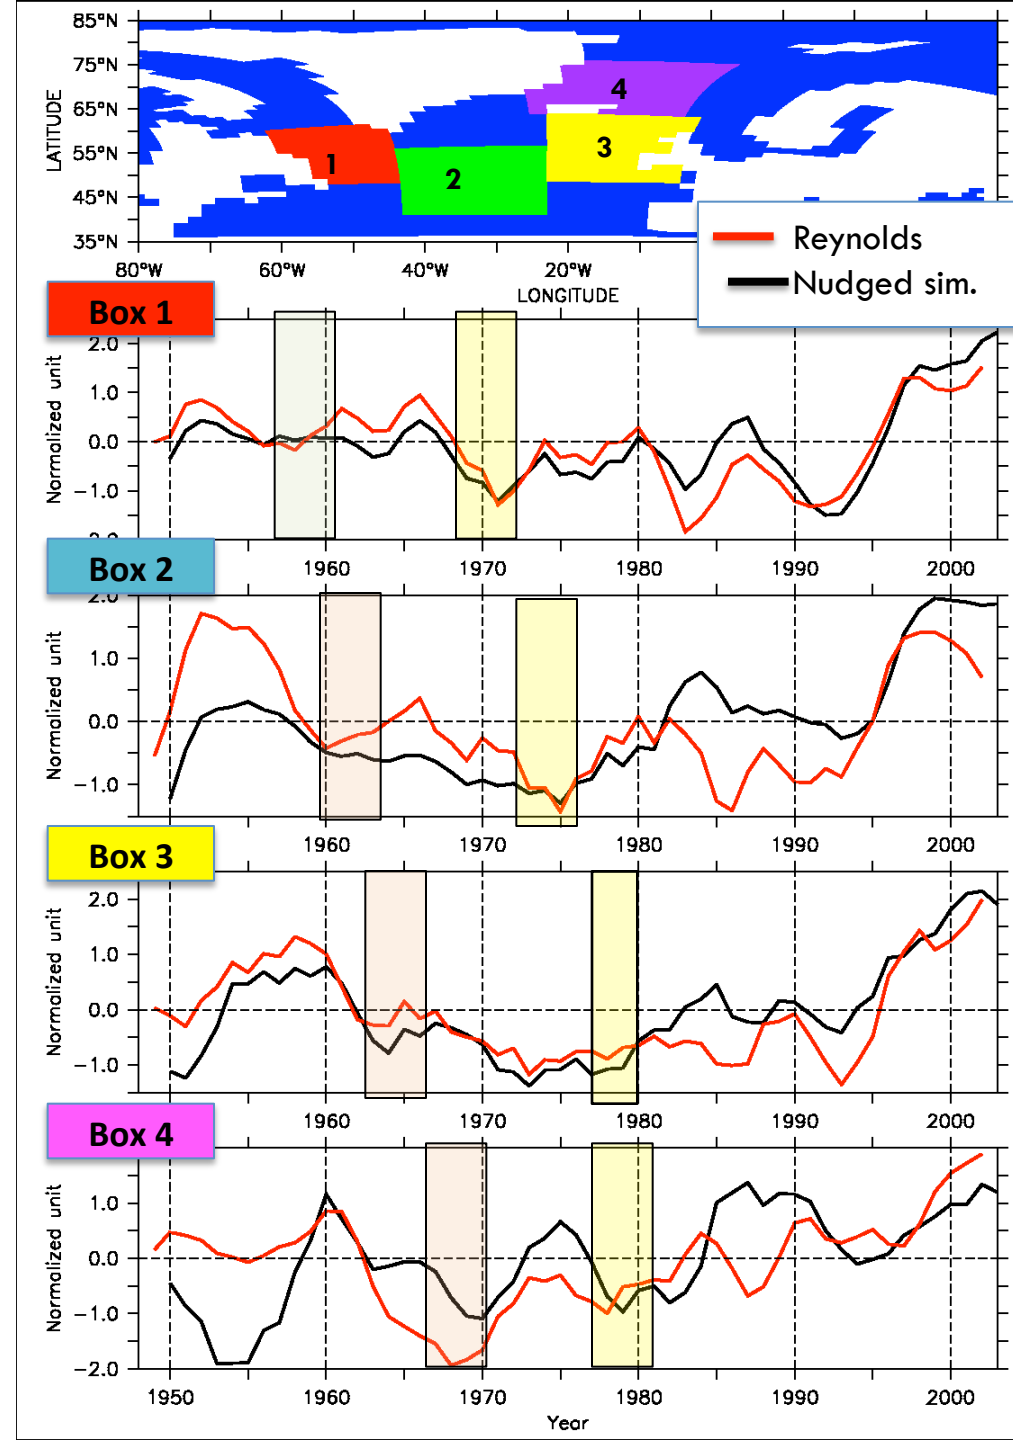 85°N
75°N
65°N
55°N
45°N
35°N
LATITUDE
1
2
3
4
80°W
60°W
40°W
20°W
LONGITUDE
Reynolds
Nudged sim.
Box 1
2.0
1.0
0.0
-1.0
Normalized unit
1960
1970
1980
1990
2000
Box 2
2.0
1.0
0.0
-1.0
Normalized unit
1960
1970
1980
1990
2000
Box 3
2.0
1.0
0.0
-1.0
Normalized unit
1960
1970
1980
1990
2000
Box 4
1.0
0.0
-1.0
-2.0
Normalized unit
1950
1960
1970
1980
1990
2000
Year